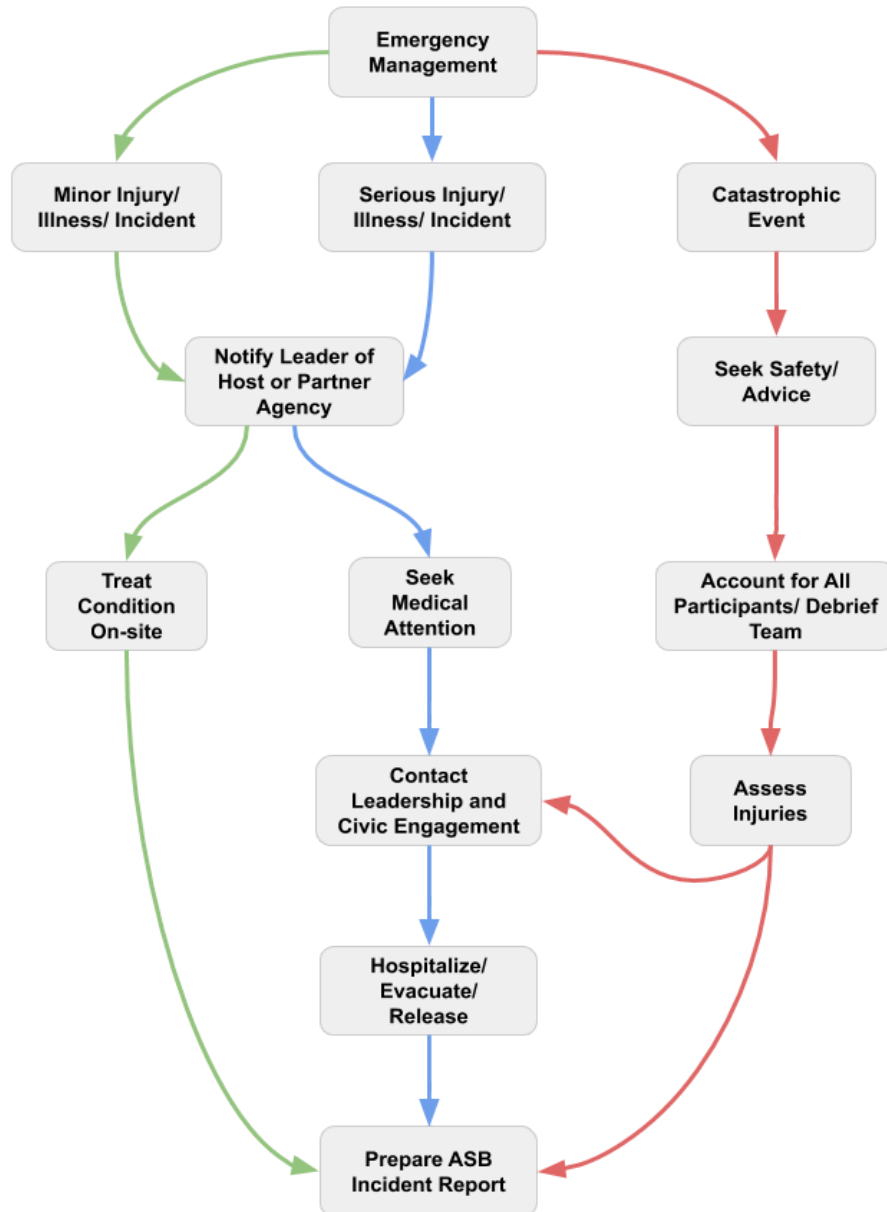 Emergency
Management
Minor Injury/
Illness/ Incident
Serious Injury/
Illness/ Incident
Catastrophic
Event
Notify Leader of
Host or Partner
Agency
Seek Safety/
Advice
Treat
Condition
On-site
Seek
Medical
Attention
Account for All
Participants/ Debrief
Team
Contact
Leadership and
Civic Engagement
Assess
Injuries
Hospitalize/
Evacuate/
Release
Prepare ASB
Incident Report